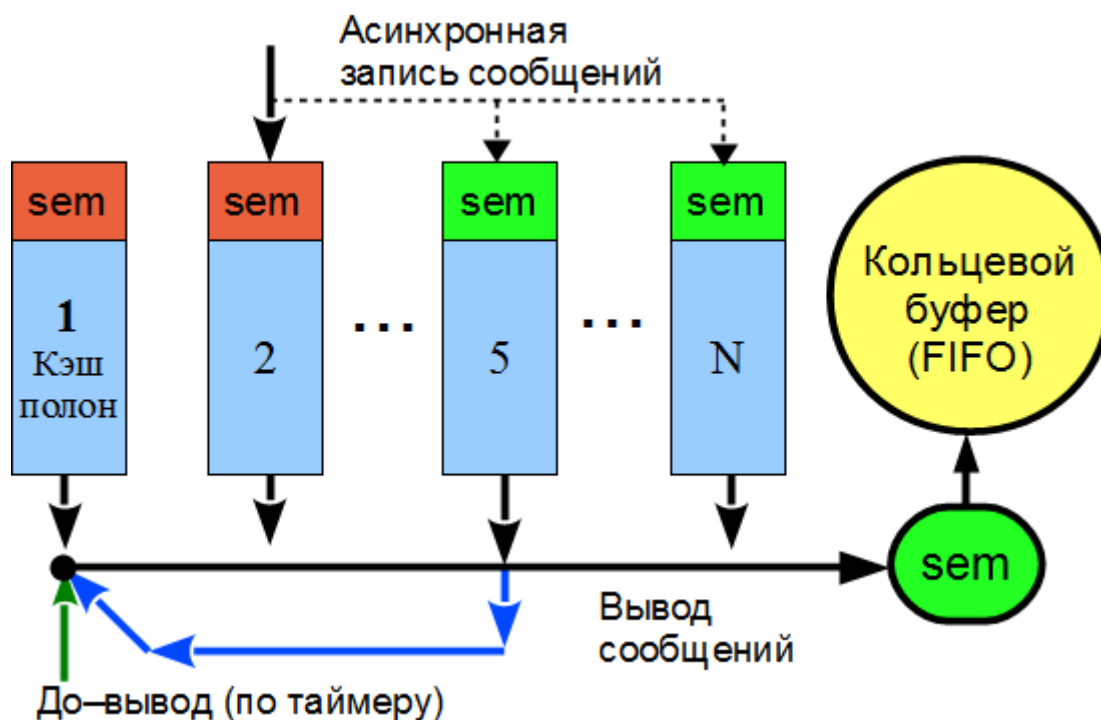 Асинхронная
запись сообщений
sem
sem
sem
sem
1
Кэш
полон
2
...
5
...
N
Кольцевой
буфер
(FIFO)
sem
Вывод
сообщений
До–вывод (по таймеру)